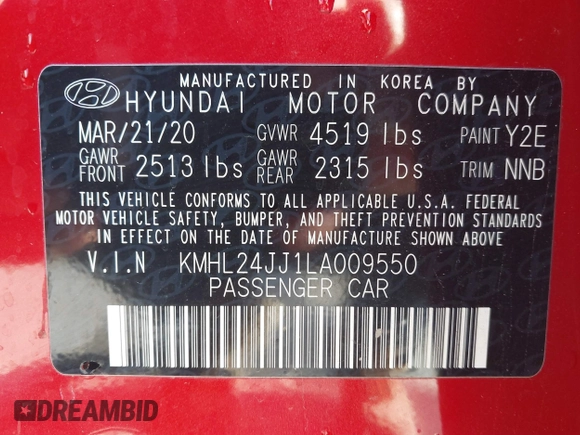 MANUFACTURED IN KOREA BY
HYUNDAI MOTOR COMPANY
MAR/21/20 GVWR 4519 lbs PAINT Y2E
GAWR FRONT 2513 lbs GAWR REAR 2315 lbs TRIM NNB
THIS VEHICLE CONFORMS TO ALL APPLICABLE U.S.A. FEDERAL
MOTOR VEHICLE SAFETY, BUMPER, AND THEFT PREVENTION STANDARDS
IN EFFECT ON THE DATE OF MANUFACTURE SHOWN ABOVE
V.I.N KMHL24JJ1LA009550
PASSENGER CAR
DREAMBID